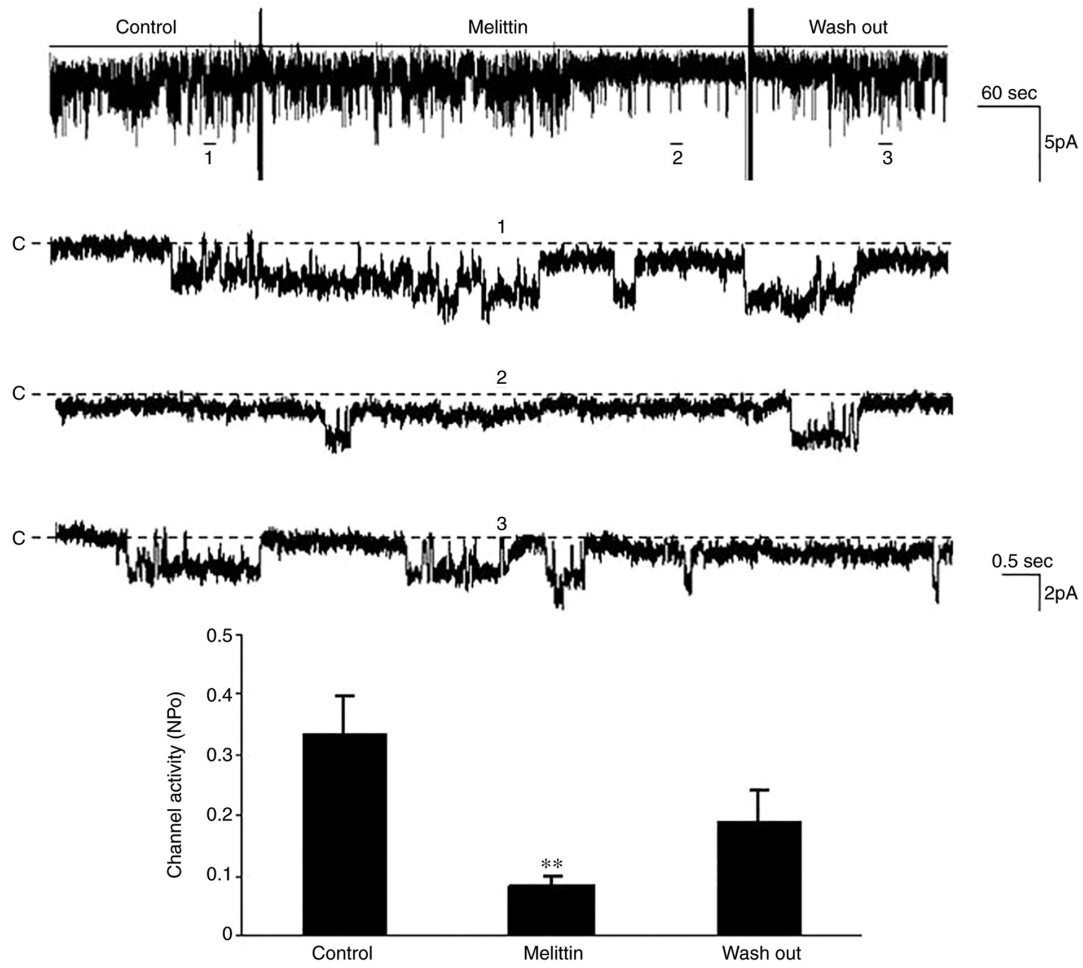 Control Melittin Wash out
60 sec
5pA
1 2 3
1
C
2
C
3
C
0.5 sec
2pA
Channel activity (NPo)
0.5
0.4
0.3
0.2
0.1
0
**
Control Melittin Wash out